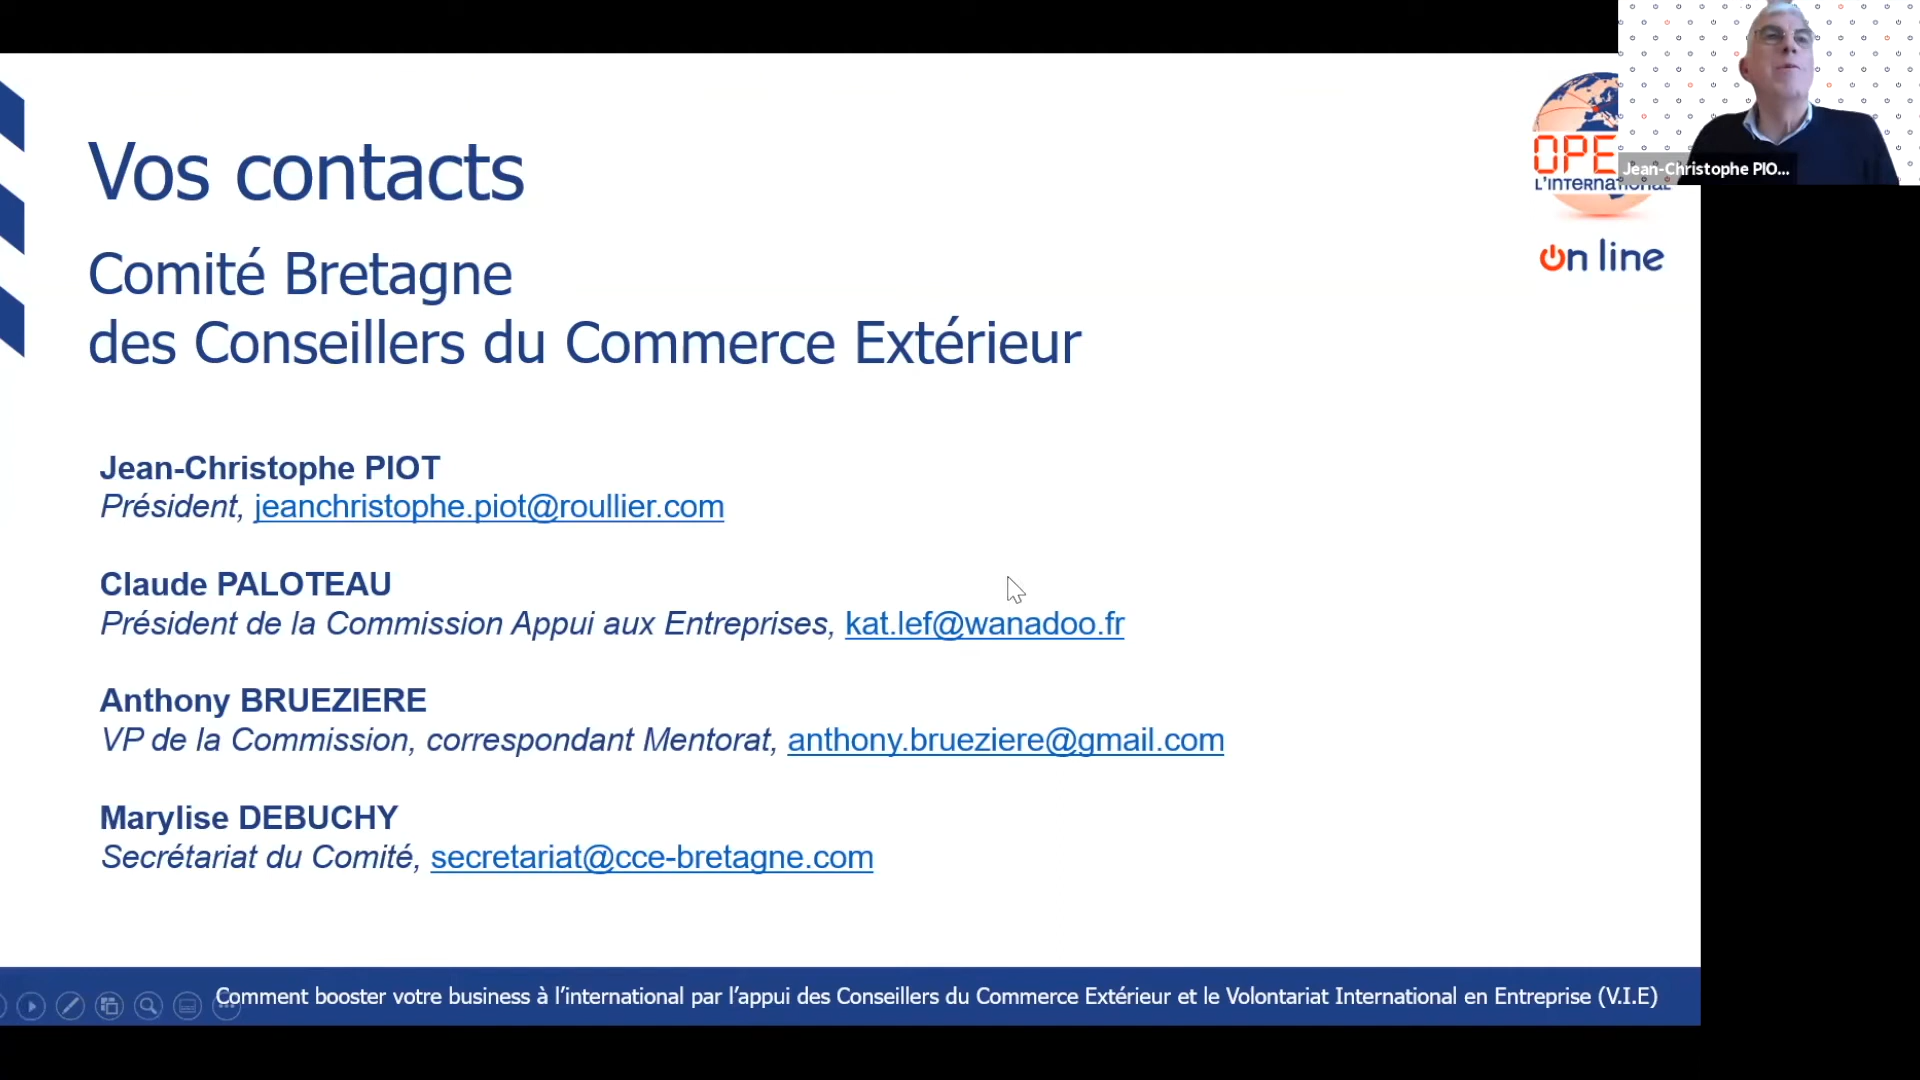 Vos contacts
Comité Bretagne
des Conseillers du Commerce Extérieur
OPE
L'INTERNATIONAL
on line
Jean-Christophe PIO...
Jean-Christophe PIOT
Président, jeanchristophe.piot@roullier.com
Claude PALOTEAU
Président de la Commission Appui aux Entreprises, kat.lef@wanadoo.fr
Anthony BRUEZIERE
VP de la Commission, correspondant Mentorat, anthony.brueziere@gmail.com
Marylise DEBUCHY
Secrétariat du Comité, secretariat@cce-bretagne.com
Comment booster votre business à l'international par l'appui des Conseillers du Commerce Extérieur et le Volontariat International en Entreprise (V.I.E)